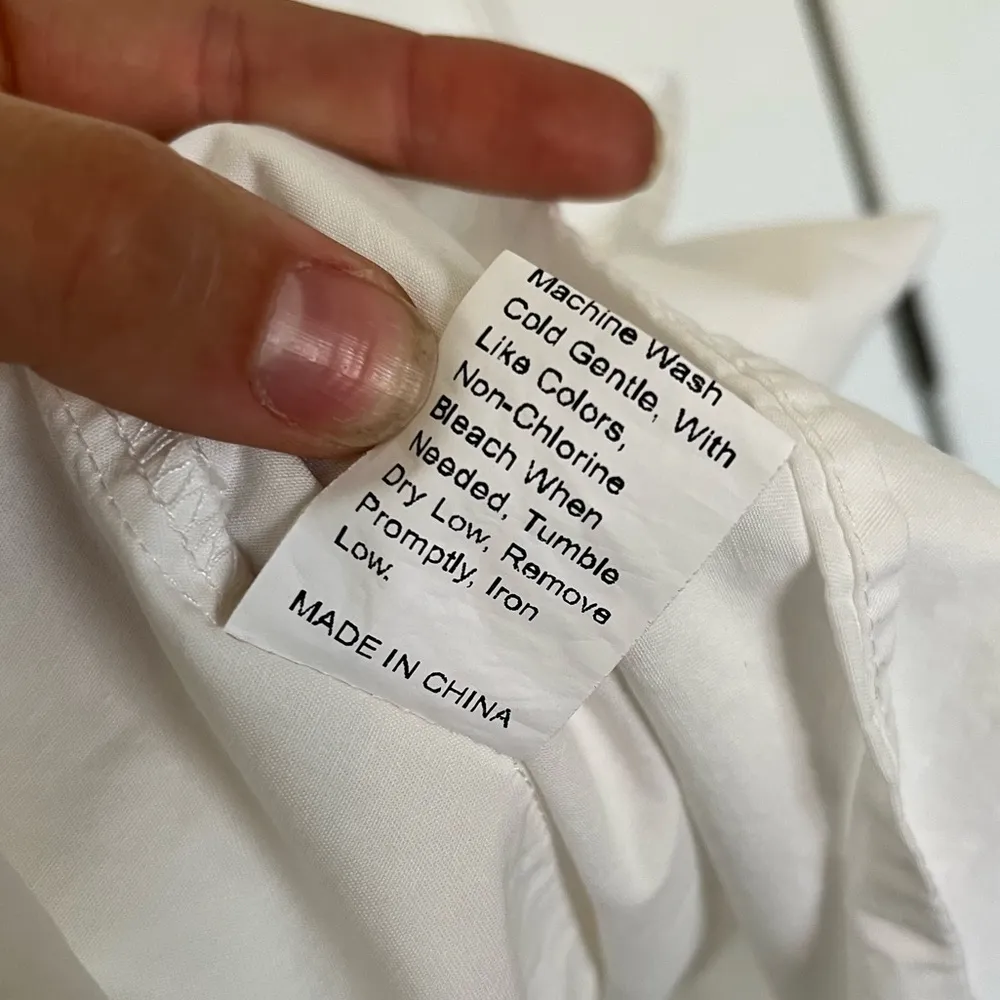 Machine Wash
Cold Gentle, With
Like Colors,
Non-Chlorine
Bleach When
Needed, Tumble
Dry Low, Remove
Promptly, Iron
Low.
MADE IN CHINA